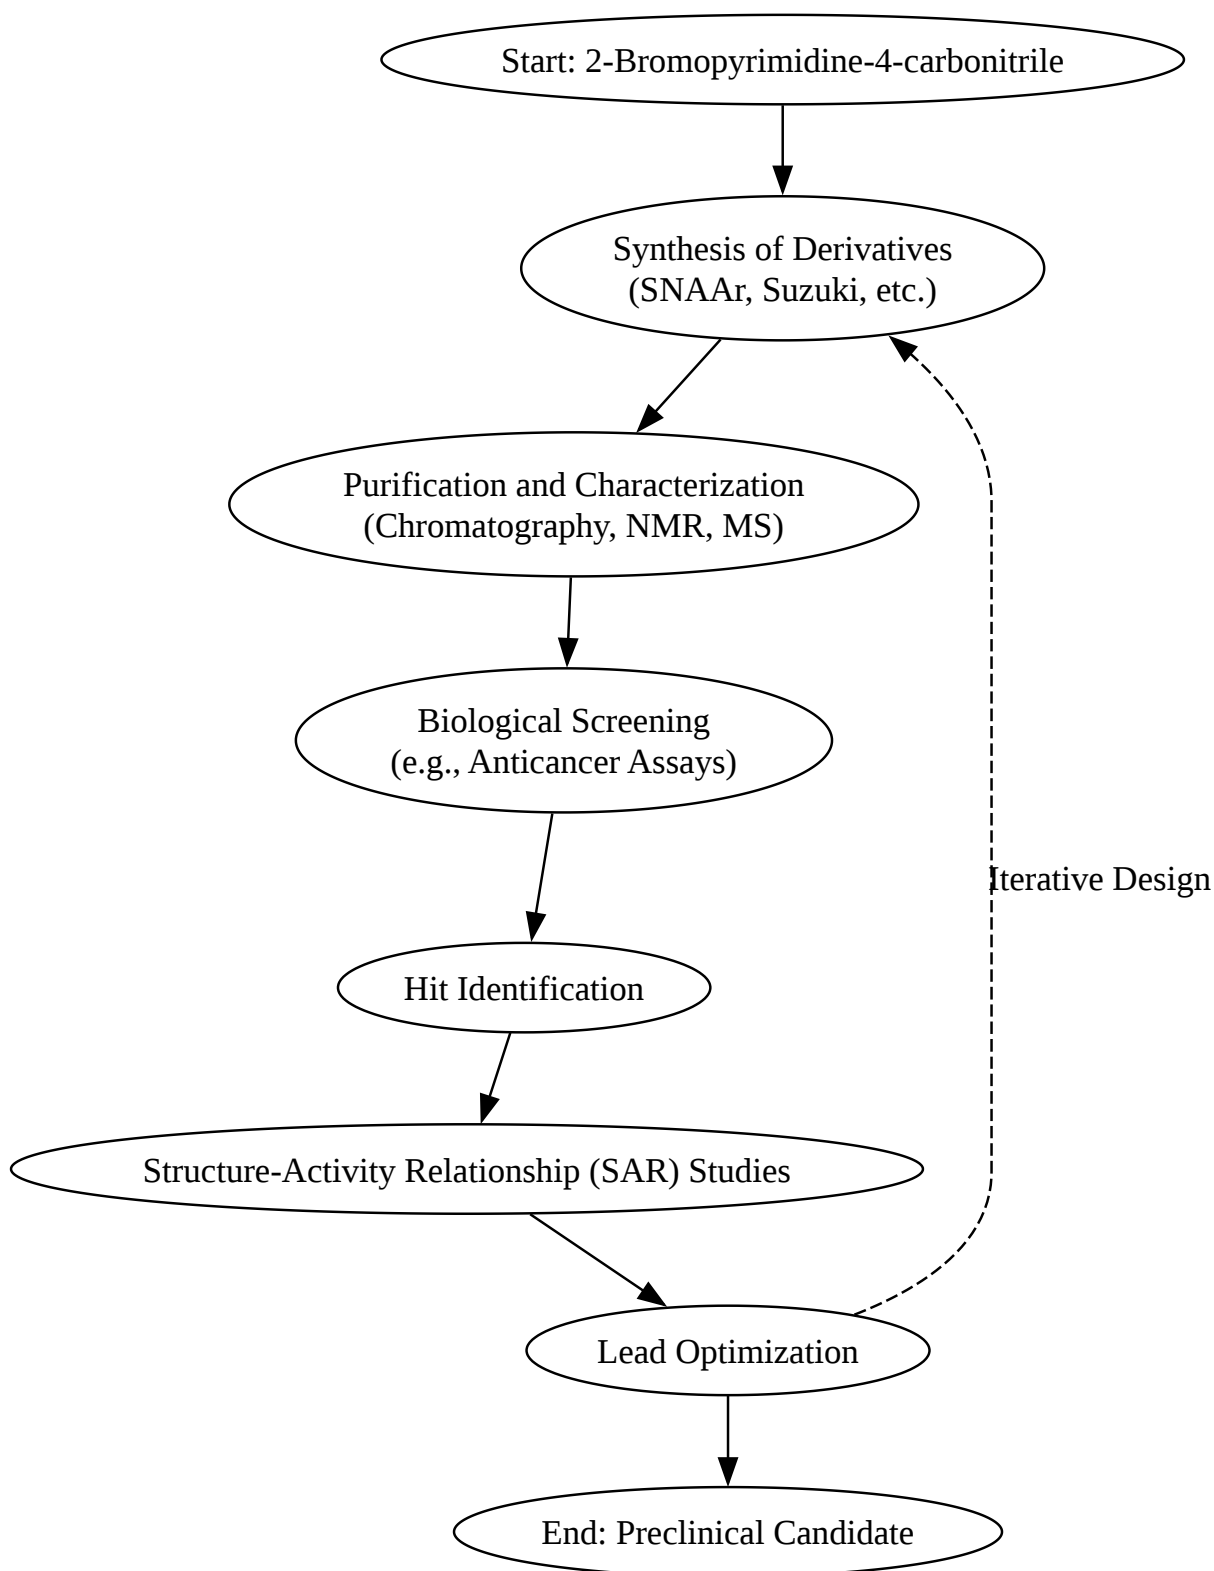 Start: 2-Bromopyrimidine-4-carbonitrile
Synthesis of Derivatives
(SNAAr, Suzuki, etc.)
Purification and Characterization
(Chromatography, NMR, MS)
Biological Screening
(e.g., Anticancer Assays)
Iterative Design
Hit Identification
Structure-Activity Relationship (SAR) Studies
Lead Optimization
End: Preclinical Candidate